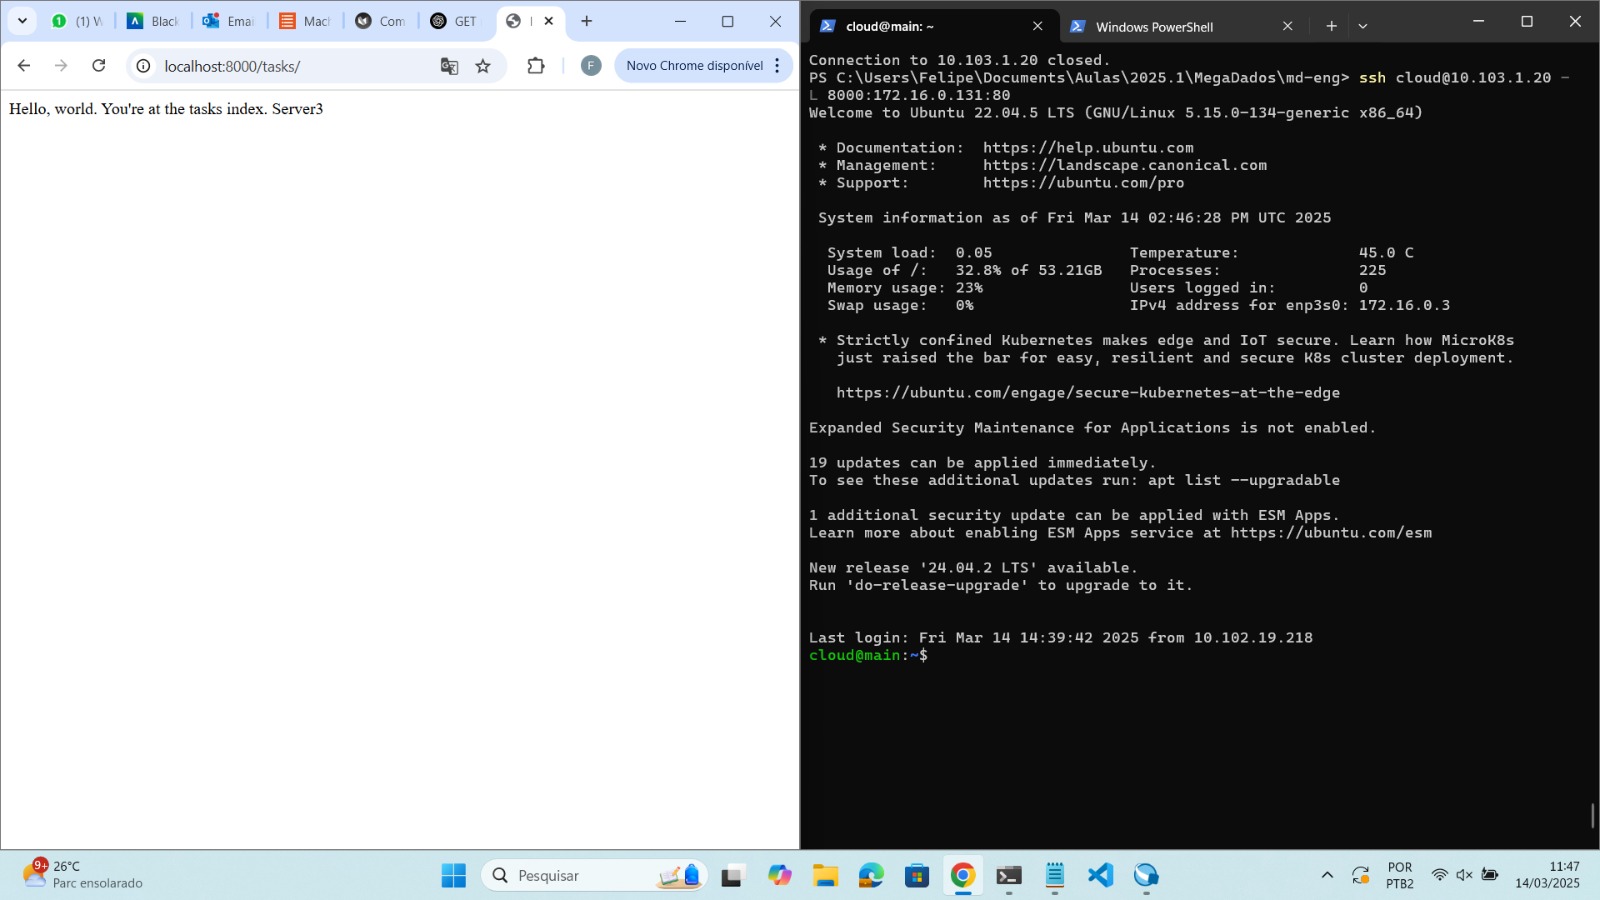 (1) W
Black
Emai
Mach
Com
GET
localhost:8000/tasks/
F
Novo Chrome disponível
Hello, world. You're at the tasks index. Server3
cloud@main: ~
Windows PowerShell
Connection to 10.103.1.20 closed.
PS C:\Users\Felipe\Documents\Aulas\2025.1\MegaDados\md-eng> ssh cloud@10.103.1.20 -
L 8000:172.16.0.131:80
Welcome to Ubuntu 22.04.5 LTS (GNU/Linux 5.15.0-134-generic x86_64)
* Documentation:  https://help.ubuntu.com
* Management:     https://landscape.canonical.com
* Support:        https://ubuntu.com/pro
System information as of Fri Mar 14 02:46:28 PM UTC 2025
System load:  0.05               Temperature:             45.0 C
Usage of /:   32.8% of 53.21GB   Processes:               225
Memory usage: 23%                Users logged in:         0
Swap usage:   0%                 IPv4 address for enp3s0: 172.16.0.3
* Strictly confined Kubernetes makes edge and IoT secure. Learn how MicroK8s
just raised the bar for easy, resilient and secure K8s cluster deployment.
https://ubuntu.com/engage/secure-kubernetes-at-the-edge
Expanded Security Maintenance for Applications is not enabled.
19 updates can be applied immediately.
To see these additional updates run: apt list --upgradable
1 additional security update can be applied with ESM Apps.
Learn more about enabling ESM Apps service at https://ubuntu.com/esm
New release '24.04.2 LTS' available.
Run 'do-release-upgrade' to upgrade to it.
Last login: Fri Mar 14 14:39:42 2025 from 10.102.19.218
cloud@main:~$
9+
26°C
Parc ensolarado
Pesquisar
POR
PTB2
11:47
14/03/2025